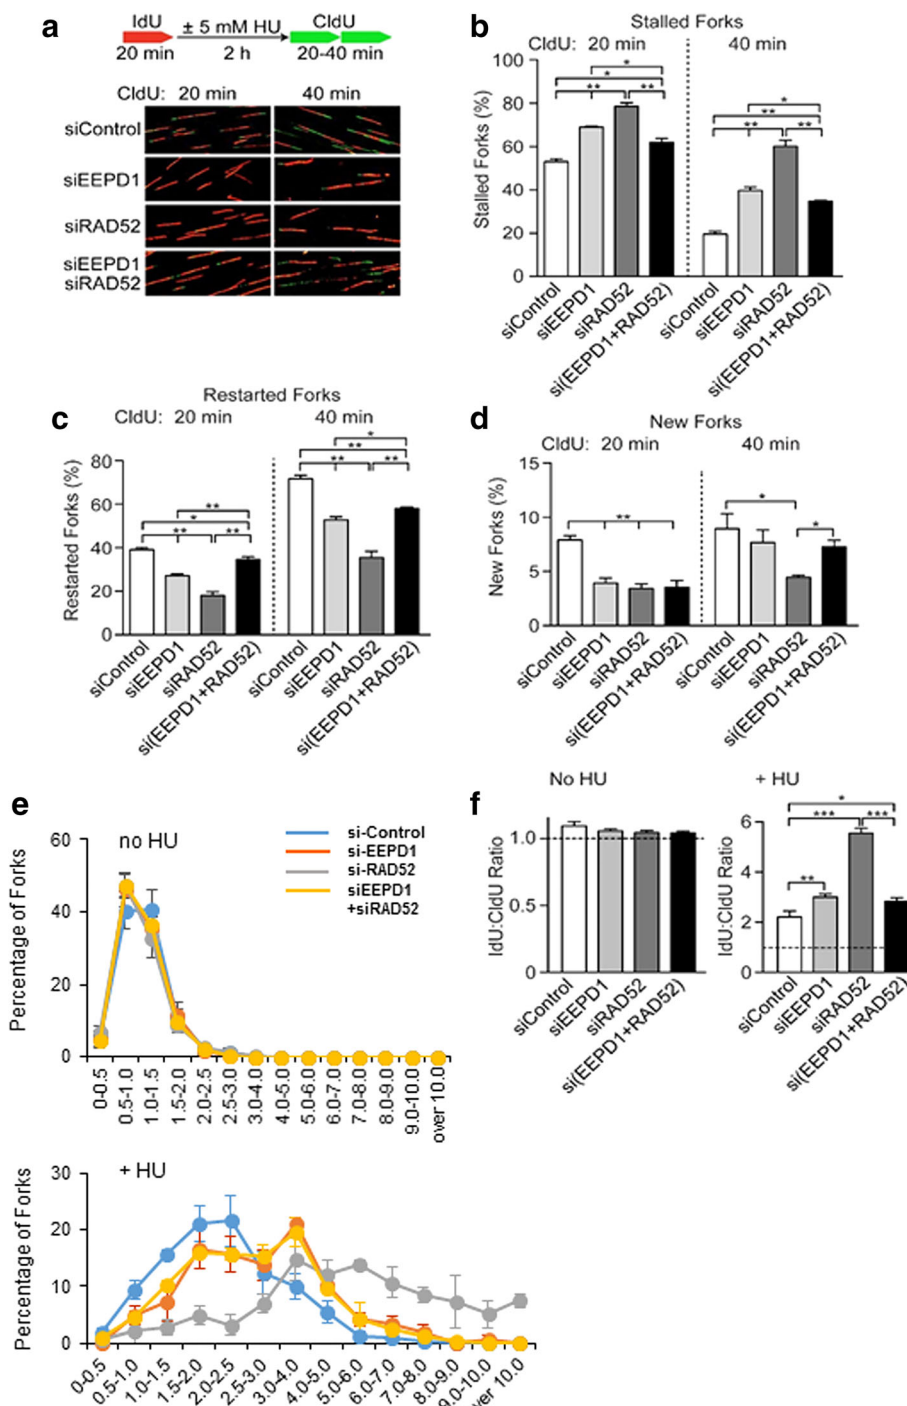 a
IdU ± 5 mM HU CldU
20 min 2 h 20-40 min
CldU: 20 min 40 min
siControl
siEEPD1
siRAD52
siEEPD1
siRAD52
b
Stalled Forks
CldU: 20 min 40 min
Stalled Forks (%)
100
80
60
40
20
0
* * ** **
* ** ** **
siControl siEEPD1 siRAD52 si(EEPD1+RAD52) siControl siEEPD1 siRAD52 si(EEPD1+RAD52)
c
Restarted Forks
CldU: 20 min 40 min
Restarted Forks (%)
80
60
40
20
0
** * ** **
* ** ** **
siControl siEEPD1 siRAD52 si(EEPD1+RAD52) siControl siEEPD1 siRAD52 si(EEPD1+RAD52)
d
New Forks
CldU: 20 min 40 min
New Forks (%)
15
10
5
0
** * *
siControl siEEPD1 siRAD52 si(EEPD1+RAD52) siControl siEEPD1 siRAD52 si(EEPD1+RAD52)
e
no HU
si-Control
si-EEPD1
si-RAD52
siEEPD1
+siRAD52
Percentage of Forks
60
40
20
0
0-0.5 0.5-1.0 1.0-1.5 1.5-2.0 2.0-2.5 2.5-3.0 3.0-4.0 4.0-5.0 5.0-6.0 6.0-7.0 7.0-8.0 8.0-9.0 9.0-10.0 over 10.0
+ HU
Percentage of Forks
30
20
10
0
0-0.5 0.5-1.0 1.0-1.5 1.5-2.0 2.0-2.5 2.5-3.0 3.0-4.0 4.0-5.0 5.0-6.0 6.0-7.0 7.0-8.0 8.0-9.0 9.0-10.0 ver 10.0
f
No HU
IdU:CldU Ratio
1.0
0.5
0
siControl siEEPD1 siRAD52 si(EEPD1+RAD52)
+ HU
IdU:CldU Ratio
6
4
2
0
* *** *** **
siControl siEEPD1 siRAD52 si(EEPD1+RAD52)